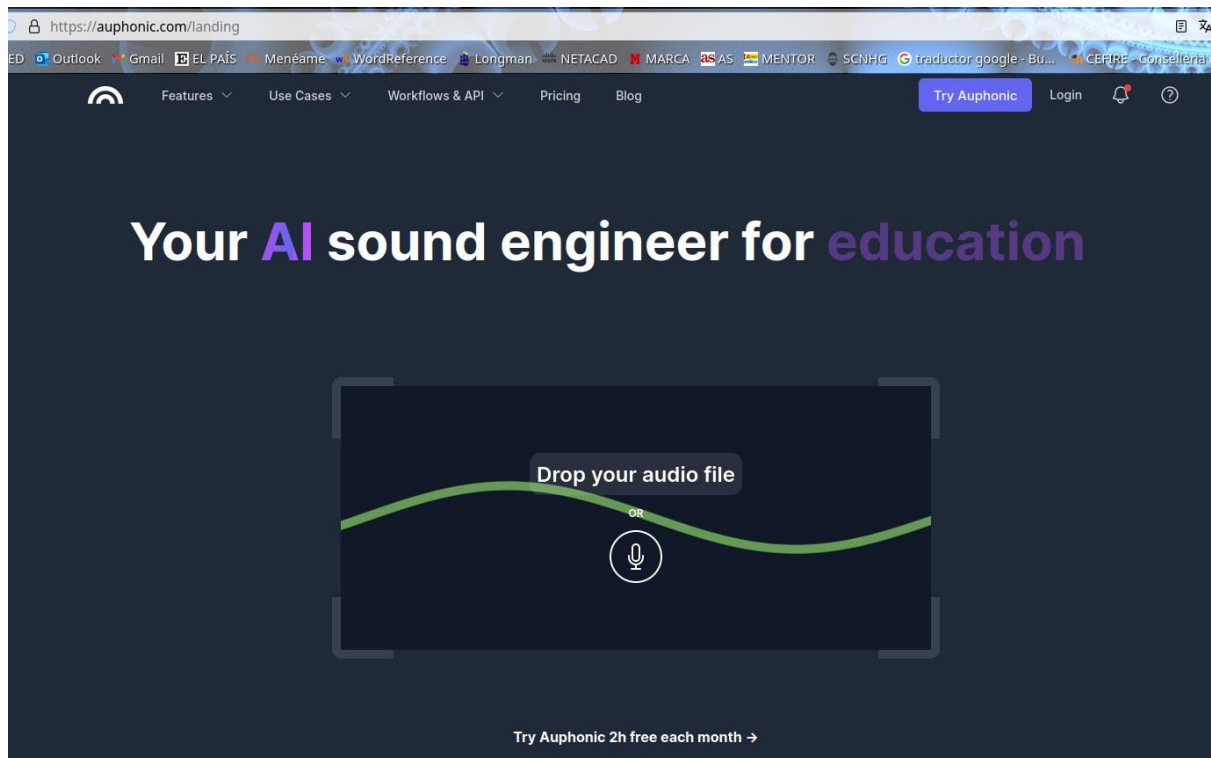 https://auphonic.com/landing
ED Outlook Gmail EL PAÍS Menéame WordReference Longman NETACAD MARCA AS MENTOR SCNHG traductor google - Bu... CEFIRE - Conselleria
Features Use Cases Workflows & API Pricing Blog Try Auphonic Login
Your AI sound engineer for education
Drop your audio file
OR
Try Auphonic 2h free each month →